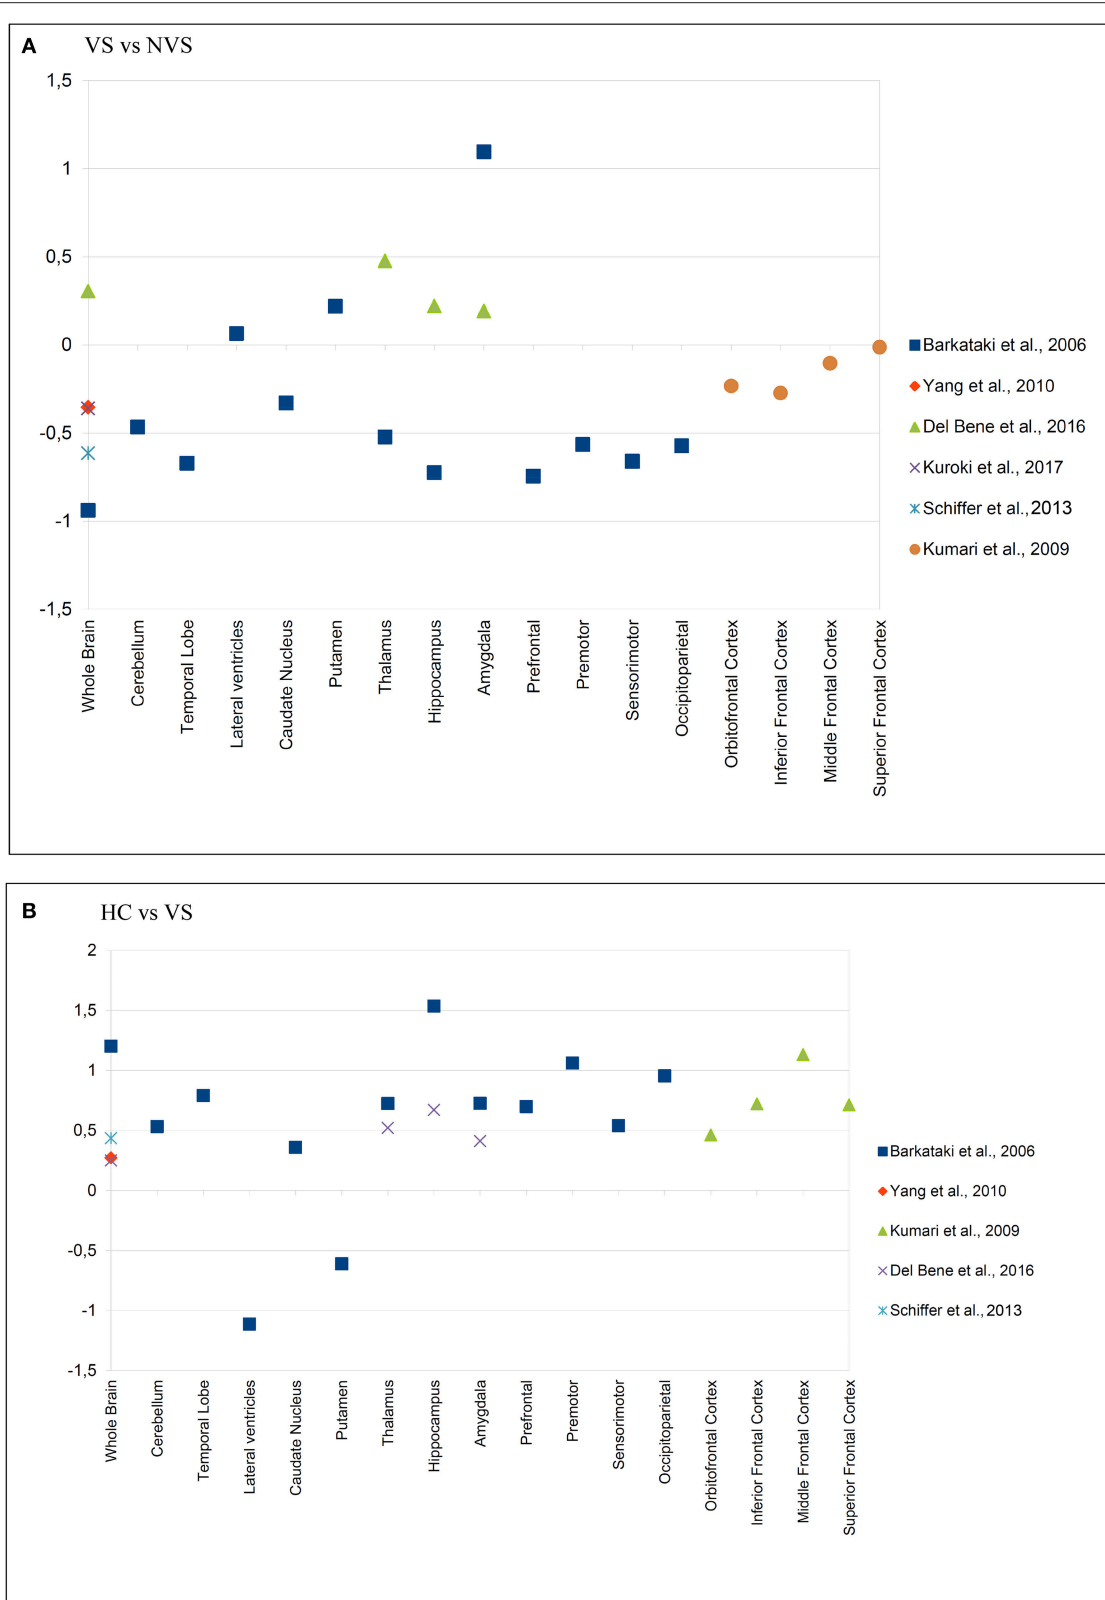 A VS vs NVS
1,5
1
0,5
0
-0,5
-1
-1,5
Whole Brain
Cerebellum
Temporal Lobe
Lateral ventricles
Caudate Nucleus
Putamen
Thalamus
Hippocampus
Amygdala
Prefrontal
Premotor
Sensorimotor
Occipitoparietal
Orbitofrontal Cortex
Inferior Frontal Cortex
Middle Frontal Cortex
Superior Frontal Cortex
Barkataki et al., 2006
Yang et al., 2010
Del Bene et al., 2016
Kuroki et al., 2017
Schiffer et al., 2013
Kumari et al., 2009
B HC vs VS
2
1,5
1
0,5
0
-0,5
-1
-1,5
Whole Brain
Cerebellum
Temporal Lobe
Lateral ventricles
Caudate Nucleus
Putamen
Thalamus
Hippocampus
Amygdala
Prefrontal
Premotor
Sensorimotor
Occipitoparietal
Orbitofrontal Cortex
Inferior Frontal Cortex
Middle Frontal Cortex
Superior Frontal Cortex
Barkataki et al., 2006
Yang et al., 2010
Kumari et al., 2009
Del Bene et al., 2016
Schiffer et al., 2013